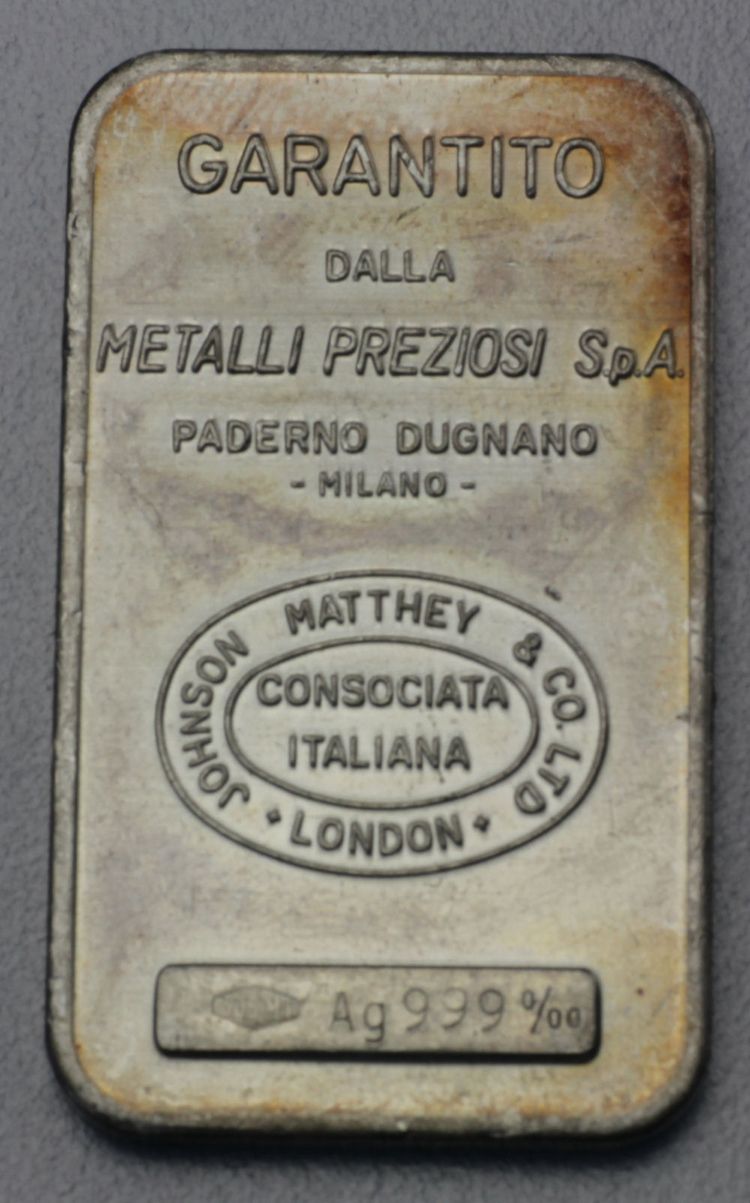 GARANTITO
DALLA
METALLI PREZIOSI S.p.A.
PADERNO DUGNANO
- MILANO -
JOHNSON MATTHEY & CO. LTD
• LONDON •
CONSOCIATA
ITALIANA
Ag 999 ‰